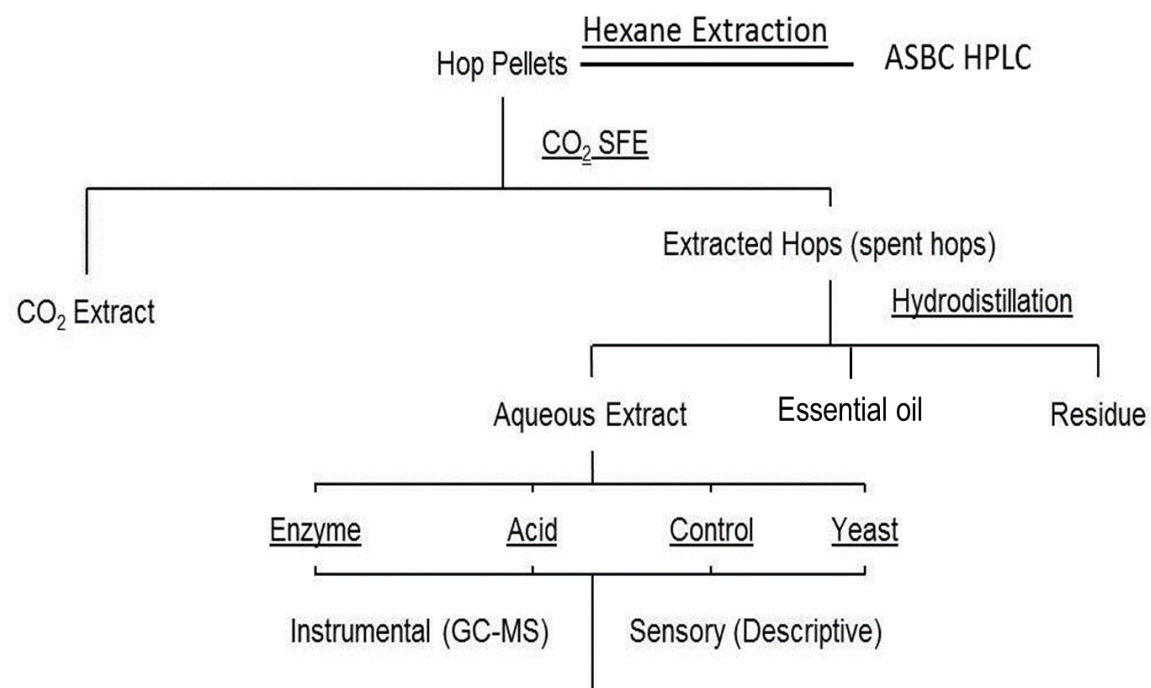 Hexane Extraction
Hop Pellets
ASBC HPLC
CO₂ SFE
Extracted Hops (spent hops)
Hydrodistillation
CO₂ Extract
Aqueous Extract
Essential oil
Residue
Enzyme
Acid
Control
Yeast
Instrumental (GC-MS)
Sensory (Descriptive)